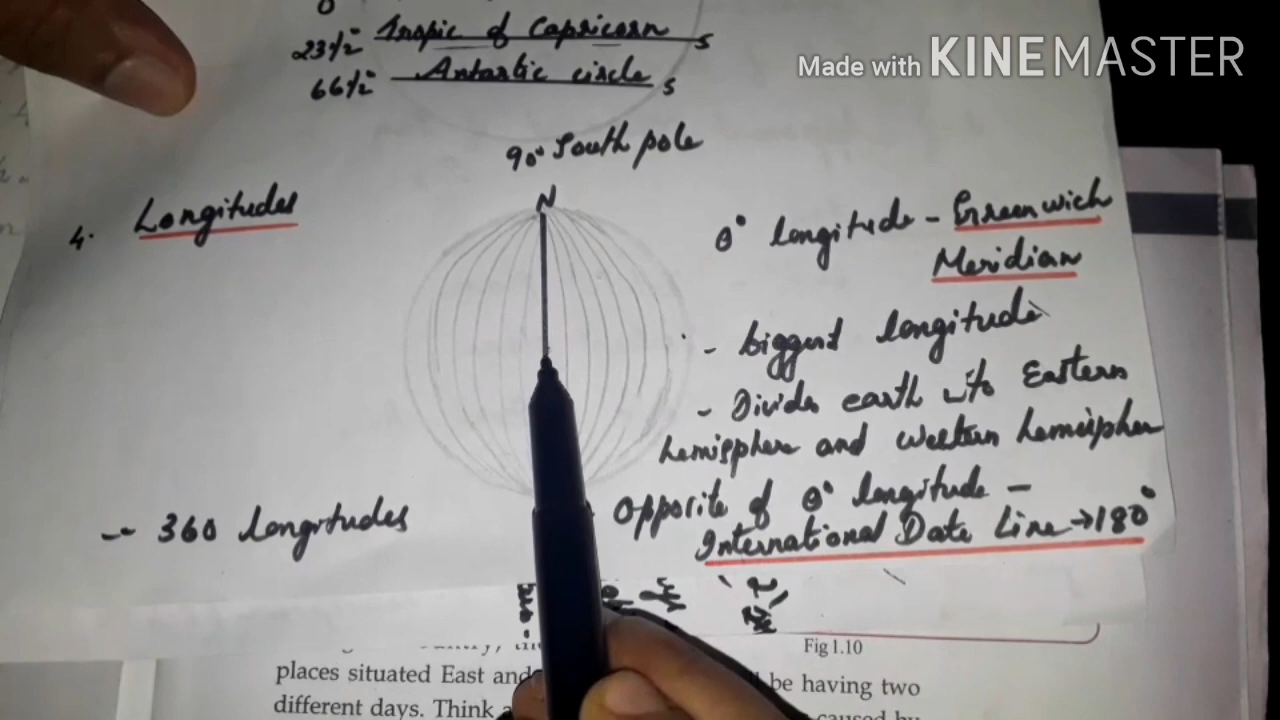 0
23½° Tropic of Capricorn S
66½° Antartic circle S
90° South pole
4. Longitudes
N
0° longitude - Greenwich
Meridian
- biggest longitude
- Divides earth into Eastern
hemisphere and western hemisphere
- 360 longitudes
Opposite of 0° longitude -
International Date Line → 180°
Fig 1.10
places situated East and
be having two
different days. Think
caused by
Made with KINEMASTER